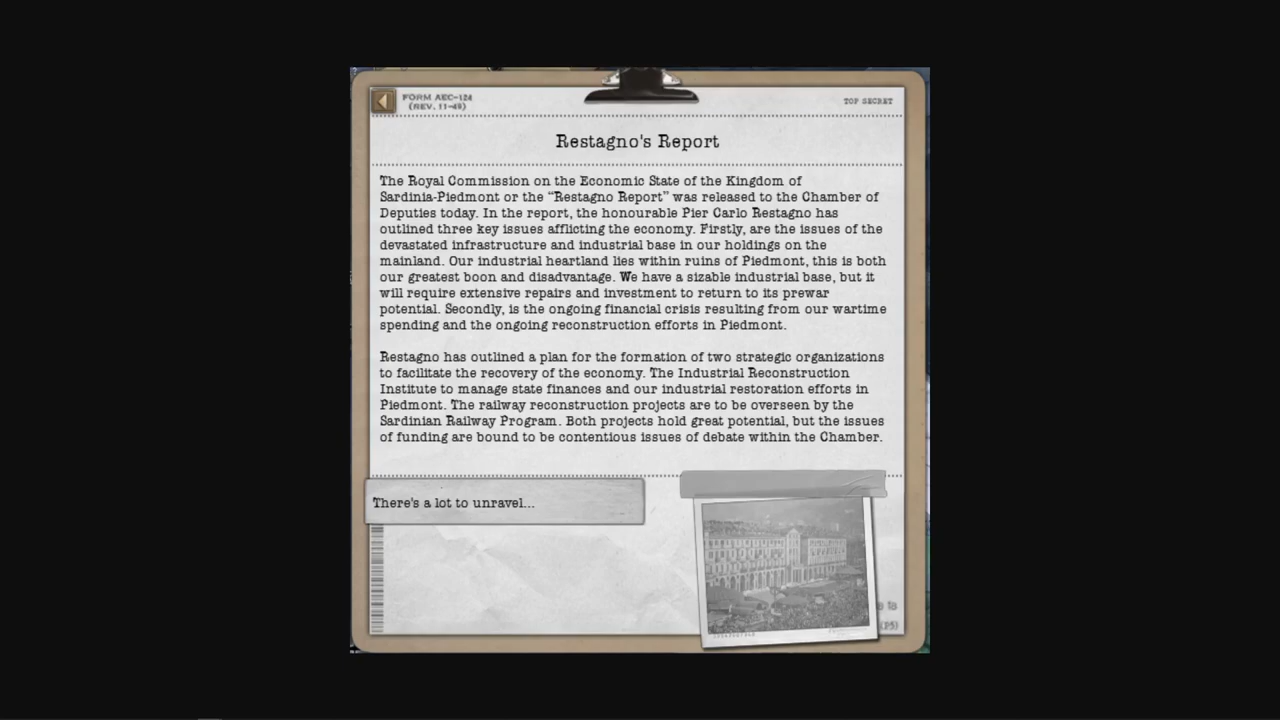 FORM AEC-124
(REV. 11-49)
TOP SECRET
Restagno's Report
The Royal Commission on the Economic State of the Kingdom of
Sardinia-Piedmont or the “Restagno Report” was released to the Chamber of
Deputies today. In the report, the honourable Pier Carlo Restagno has
outlined three key issues afflicting the economy. Firstly, are the issues of the
devastated infrastructure and industrial base in our holdings on the
mainland. Our industrial heartland lies within ruins of Piedmont, this is both
our greatest boon and disadvantage. We have a sizable industrial base, but it
will require extensive repairs and investment to return to its prewar
potential. Secondly, is the ongoing financial crisis resulting from our wartime
spending and the ongoing reconstruction efforts in Piedmont.
Restagno has outlined a plan for the formation of two strategic organizations
to facilitate the recovery of the economy. The Industrial Reconstruction
Institute to manage state finances and our industrial restoration efforts in
Piedmont. The railway reconstruction projects are to be overseen by the
Sardinian Railway Program. Both projects hold great potential, but the issues
of funding are bound to be contentious issues of debate within the Chamber.
There's a lot to unravel...
18
(P5)